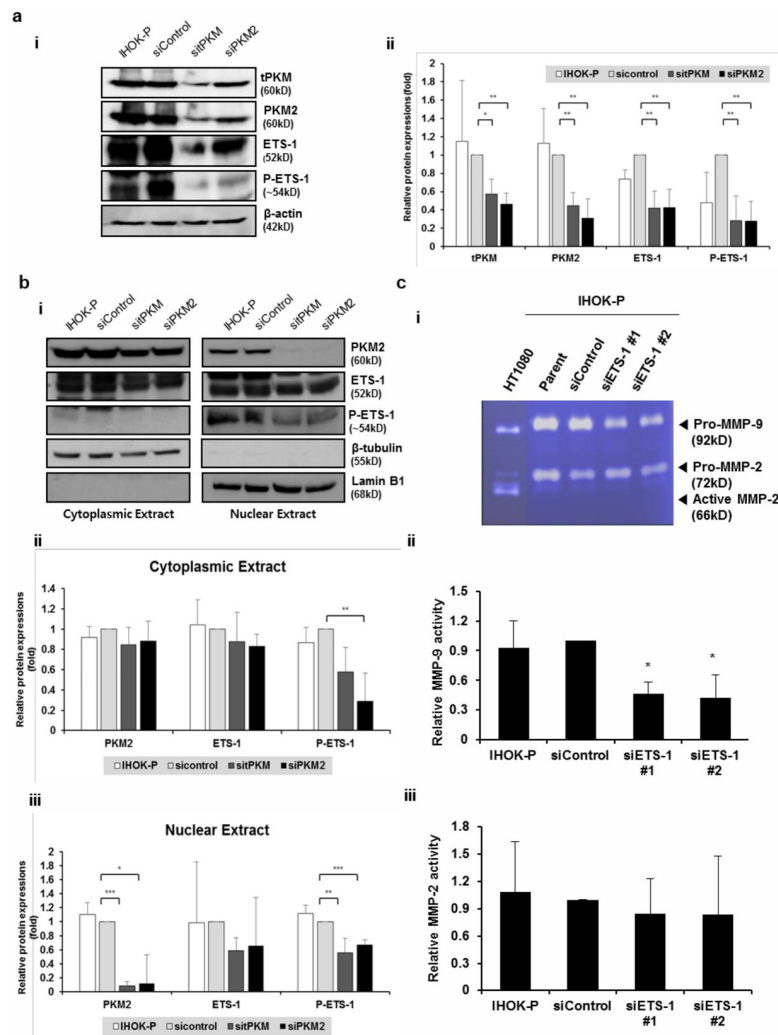 a
i
IHOK-P siControl sitPKM siPKM2
tPKM
(60kD)
PKM2
(60kD)
ETS-1
(52kD)
P-ETS-1
(~54kD)
β-actin
(42kD)
ii
Relative protein expressions (fold)
2
1.8
1.6
1.4
1.2
1
0.8
0.6
0.4
0.2
0
IHOK-P sicontrol sitPKM siPKM2
** ** ** **
* ** ** **
tPKM PKM2 ETS-1 P-ETS-1
b
i
IHOK-P siControl sitPKM siPKM2 IHOK-P siControl sitPKM siPKM2
PKM2
(60kD)
ETS-1
(52kD)
P-ETS-1
(~54kD)
β-tubulin
(55kD)
Lamin B1
(68kD)
Cytoplasmic Extract Nuclear Extract
ii
Cytoplasmic Extract
Relative protein expressions
(fold)
1.4
1.2
1
0.8
0.6
0.4
0.2
0
**
PKM2 ETS-1 P-ETS-1
IHOK-P sicontrol sitPKM siPKM2
iii
Nuclear Extract
Relative protein expressions
(fold)
2
1.8
1.6
1.4
1.2
1
0.8
0.6
0.4
0.2
0
* ***
*** **
PKM2 ETS-1 P-ETS-1
IHOK-P sicontrol sitPKM siPKM2
c
IHOK-P
i
HT1080 Parent siControl siETS-1 #1 siETS-1 #2
Pro-MMP-9
(92kD)
Pro-MMP-2
(72kD)
Active MMP-2
(66kD)
ii
Relative MMP-9 activity
1.5
1.2
0.9
0.6
0.3
0
* *
IHOK-P siControl siETS-1 siETS-1
#1 #2
iii
Relative MMP-2 activity
1.8
1.5
1.2
0.9
0.6
0.3
0
IHOK-P siControl siETS-1 siETS-1
#1 #2